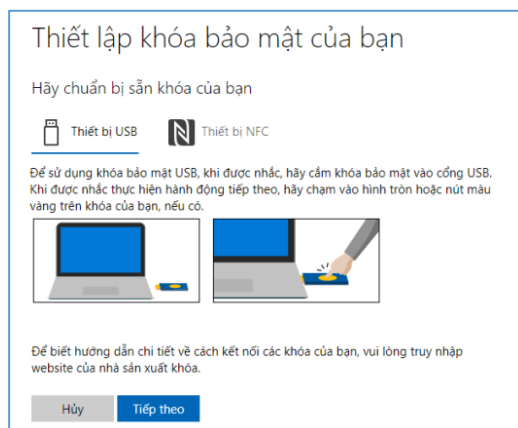 Thiết lập khóa bảo mật của bạn
Hãy chuẩn bị sẵn khóa của bạn
Thiết bị USB Thiết bị NFC
Để sử dụng khóa bảo mật USB, khi được nhắc, hãy cắm khóa bảo mật vào cổng USB.
Khi được nhắc thực hiện hành động tiếp theo, hãy chạm vào hình tròn hoặc nút màu
vàng trên khóa của bạn, nếu có.
Để biết hướng dẫn chi tiết về cách kết nối các khóa của bạn, vui lòng truy nhập
website của nhà sản xuất khóa.
Hủy Tiếp theo